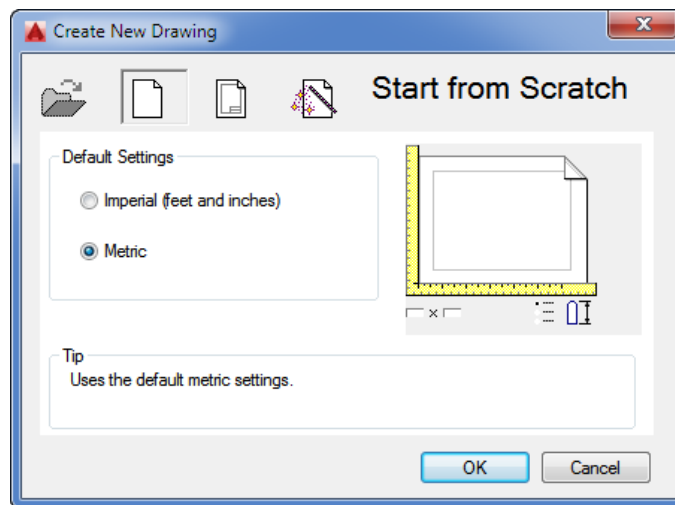 Create New Drawing
Start from Scratch
Default Settings
Imperial (feet and inches)
Metric
Tip
Uses the default metric settings.
OK
Cancel